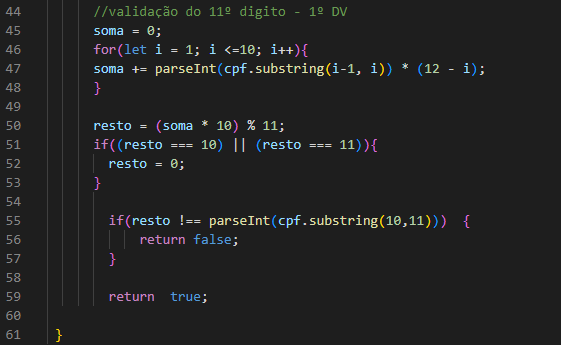 44 //validação do 11º digito - 1º DV
45 soma = 0;
46 for(let i = 1; i <=10; i++){
47 soma += parseInt(cpf.substring(i-1, i)) * (12 - i);
48 }
49
50 resto = (soma * 10) % 11;
51 if((resto === 10) || (resto === 11)){
52 resto = 0;
53 }
54
55 if(resto !== parseInt(cpf.substring(10,11))) {
56 return false;
57 }
58
59 return true;
60
61 }